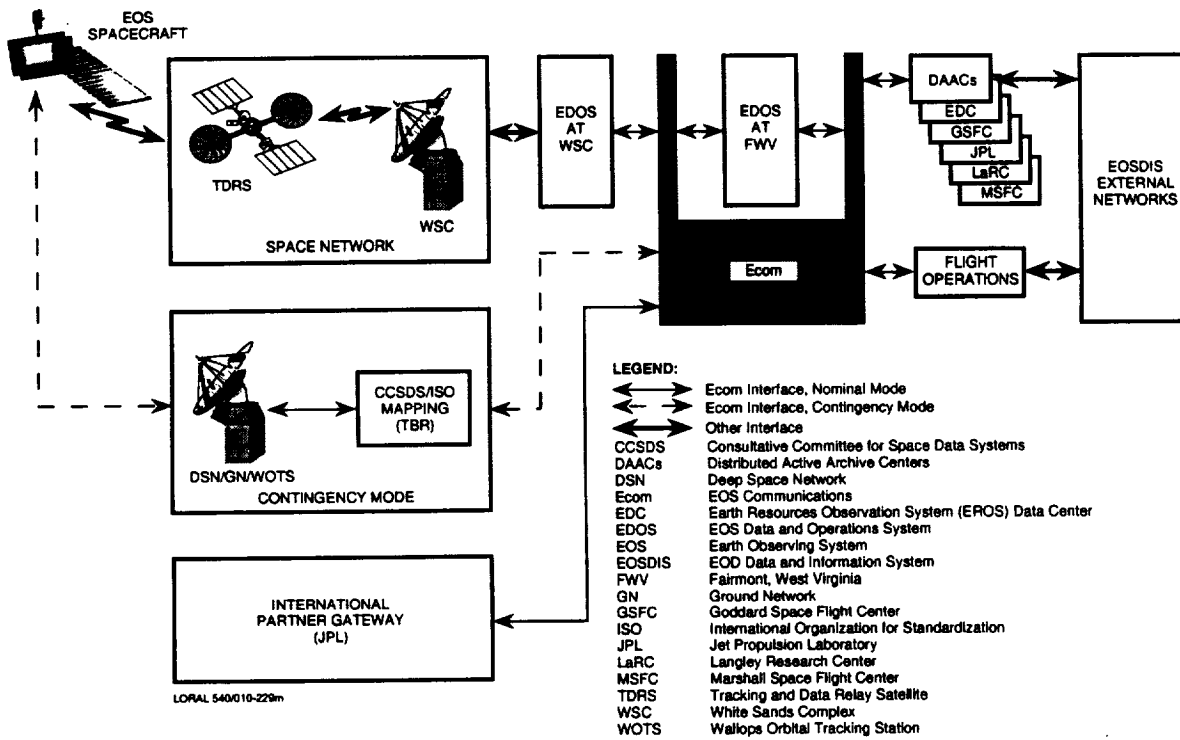 EOS
SPACECRAFT
TDRS
WSC
SPACE NETWORK
EDOS
AT
WSC
EDOS
AT
FWV
Ecom
DAACs
EDC
GSFC
JPL
LaRC
MSFC
FLIGHT
OPERATIONS
EOSDIS
EXTERNAL
NETWORKS
DSN/GN/WOTS
CCSDS/ISO
MAPPING
(TBR)
CONTINGENCY MODE
INTERNATIONAL
PARTNER GATEWAY
(JPL)
LORAL 540/010-229m
LEGEND:
Ecom Interface, Nominal Mode
Ecom Interface, Contingency Mode
Other Interface
CCSDS Consultative Committee for Space Data Systems
DAACs Distributed Active Archive Centers
DSN Deep Space Network
Ecom EOS Communications
EDC Earth Resources Observation System (EROS) Data Center
EDOS EOS Data and Operations System
EOS Earth Observing System
EOSDIS EOD Data and Information System
FWV Fairmont, West Virginia
GN Ground Network
GSFC Goddard Space Flight Center
ISO International Organization for Standardization
JPL Jet Propulsion Laboratory
LaRC Langley Research Center
MSFC Marshall Space Flight Center
TDRS Tracking and Data Relay Satellite
WSC White Sands Complex
WOTS Wallops Orbital Tracking Station